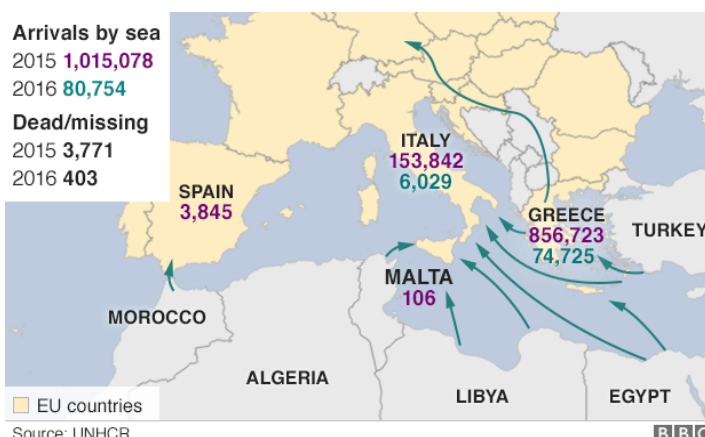 Arrivals by sea
2015 1,015,078
2016 80,754
Dead/missing
2015 3,771
2016 403
ITALY
153,842
6,029
SPAIN
3,845
GREECE
856,723
74,725
TURKEY
MALTA
106
MOROCCO
ALGERIA
LIBYA
EGYPT
EU countries
Source: UNHCR
BBC